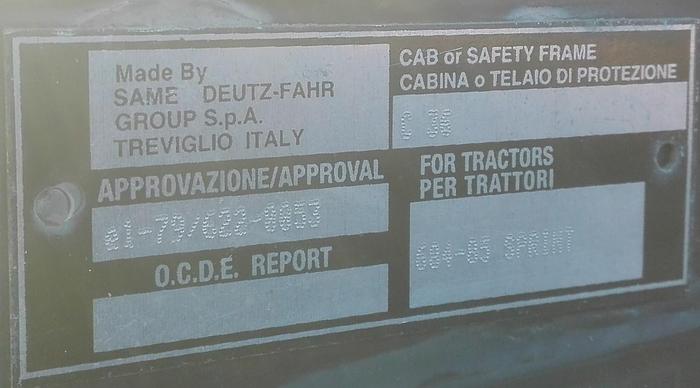 Made By
SAME DEUTZ-FAHR
GROUP S.p.A.
TREVIGLIO ITALY
CAB or SAFETY FRAME
CABINA o TELAIO DI PROTEZIONE
APPROVAZIONE/APPROVAL
e1-79/622-0053
FOR TRACTORS
PER TRATTORI
SPRINT
O.C.D.E. REPORT